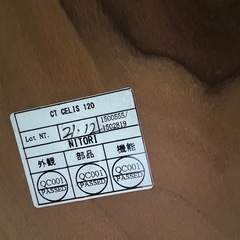 CT CELIS 120
Lot NT. 21.12 1500555/
1502819
NITORI
外観 部品 機能
QC001 QC001 QC001
PASSED PASSED PASSED